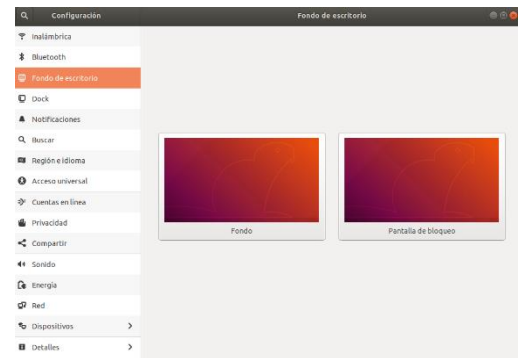 Configuración
Fondo de escritorio
Inalámbrica
Bluetooth
Fondo de escritorio
Dock
Notificaciones
Buscar
Región e idioma
Acceso universal
Cuentas en línea
Privacidad
Compartir
Sonido
Energía
Red
Dispositivos
Detalles
Fondo
Pantalla de bloqueo